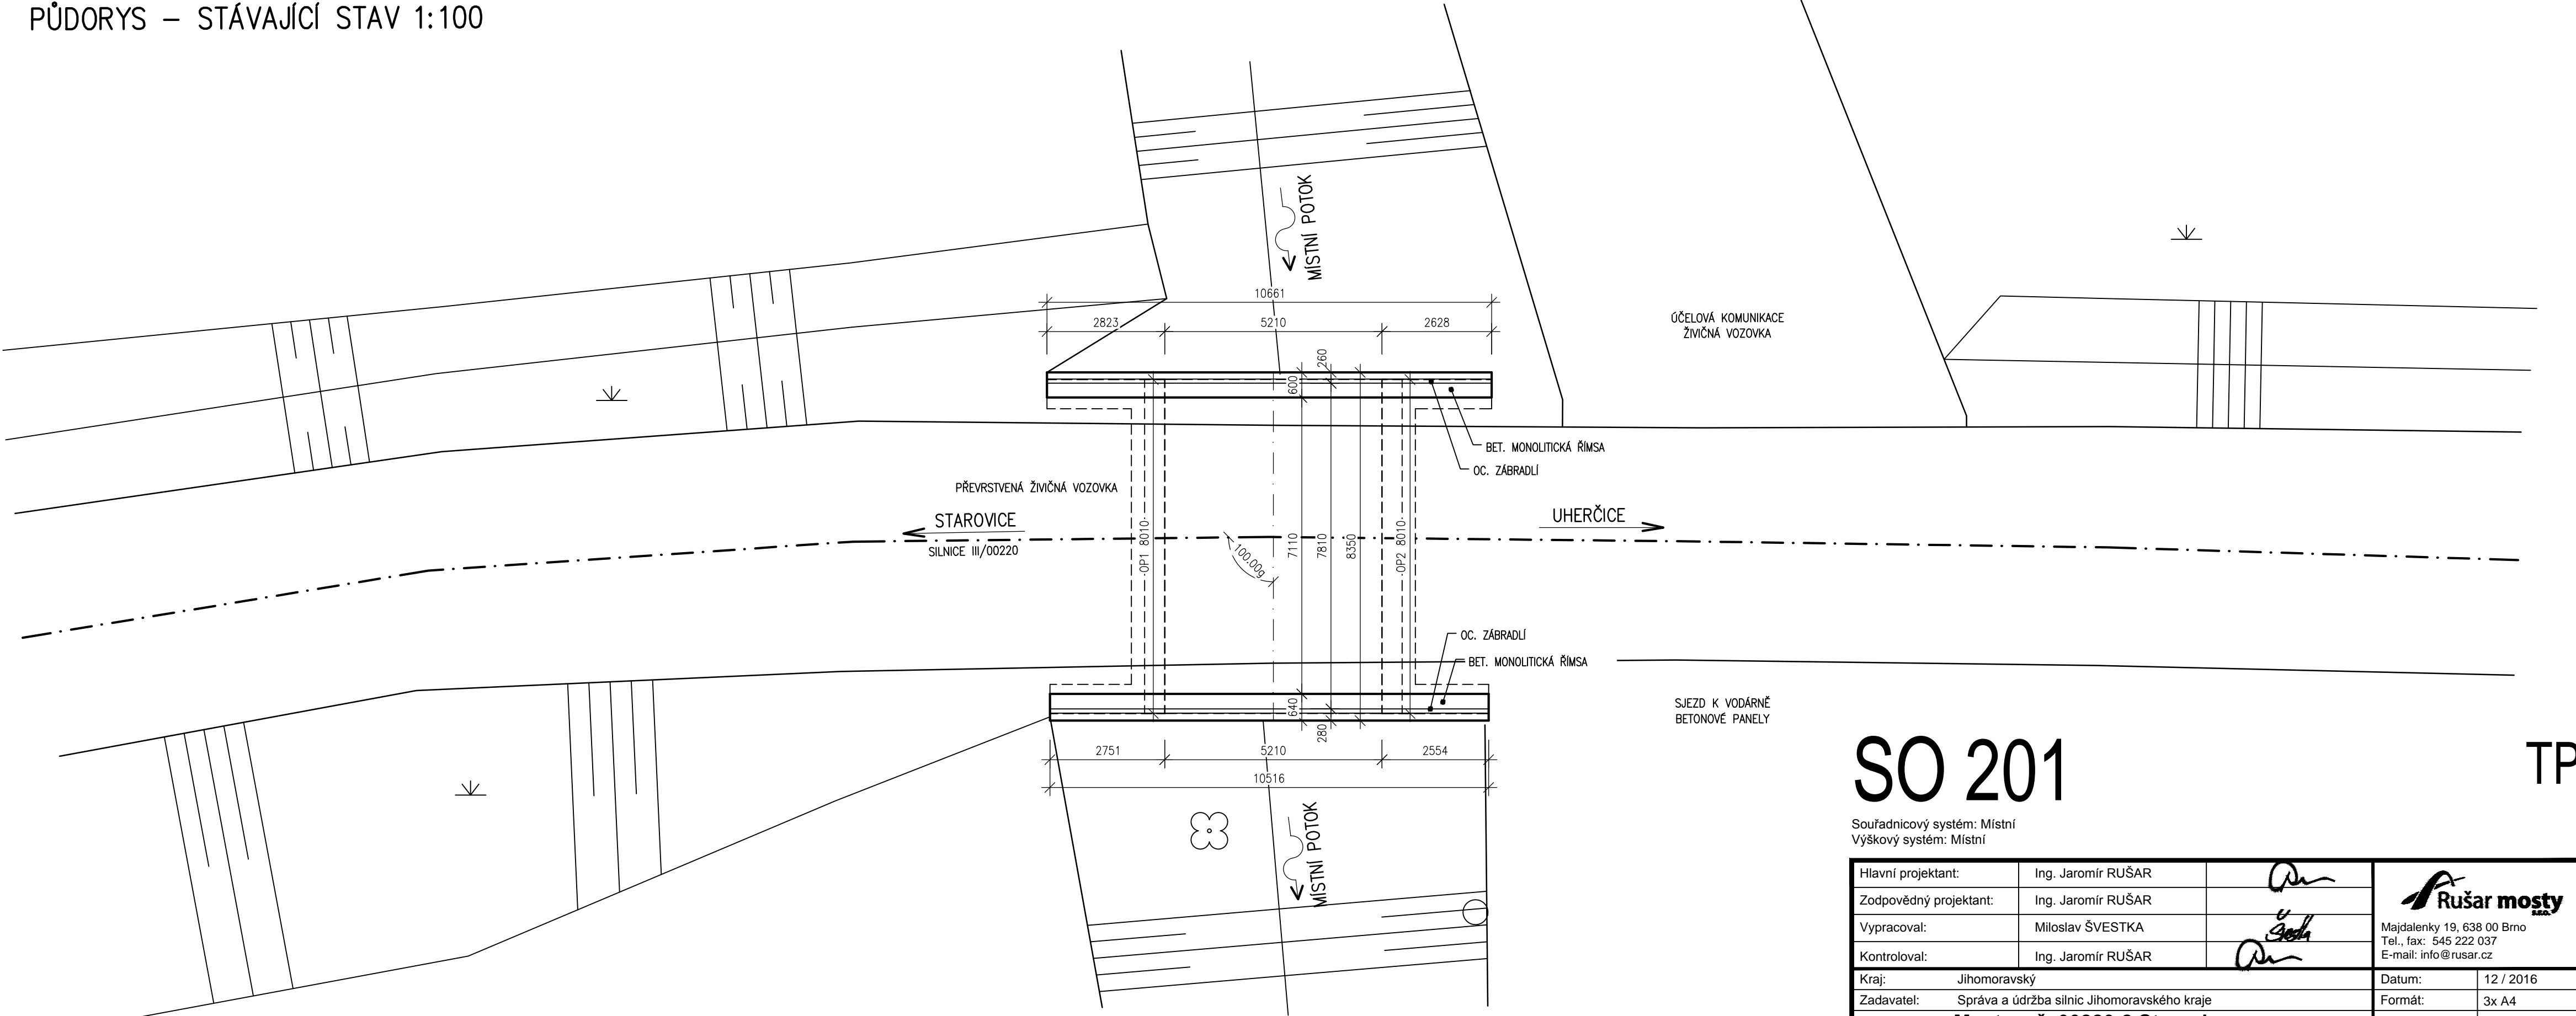 PŮDORYS – STÁVAJÍCÍ STAV 1:100
MÍSTNÍ POTOK
10661
2823
5210
2628
ÚČELOVÁ KOMUNIKACE
ŽIVIČNÁ VOZOVKA
260
600
BET. MONOLITICKÁ ŘÍMSA
OC. ZÁBRADLÍ
PŘEVRSTVENÁ ŽIVIČNÁ VOZOVKA
STAROVICE
SILNICE III/00220
UHERČICE
OP1 8010
100.00g
7110
7810
8350
OP2 8010
OC. ZÁBRADLÍ
BET. MONOLITICKÁ ŘÍMSA
640
280
SJEZD K VODÁRNĚ
BETONOVÉ PANELY
2751
5210
2554
10516
MÍSTNÍ POTOK
SO 201
TP
Souřadnicový systém: Místní
Výškový systém: Místní
Hlavní projektant: Ing. Jaromír RUŠAR
Zodpovědný projektant: Ing. Jaromír RUŠAR
Vypracoval: Miloslav ŠVESTKA
Kontroloval: Ing. Jaromír RUŠAR
Rušar mosty
s.r.o.
Majdalenky 19, 638 00 Brno
Tel., fax: 545 222 037
E-mail: info@rusar.cz
Kraj: Jihomoravský
Datum: 12 / 2016
Zadavatel: Správa a údržba silnic Jihomoravského kraje
Formát: 3x A4